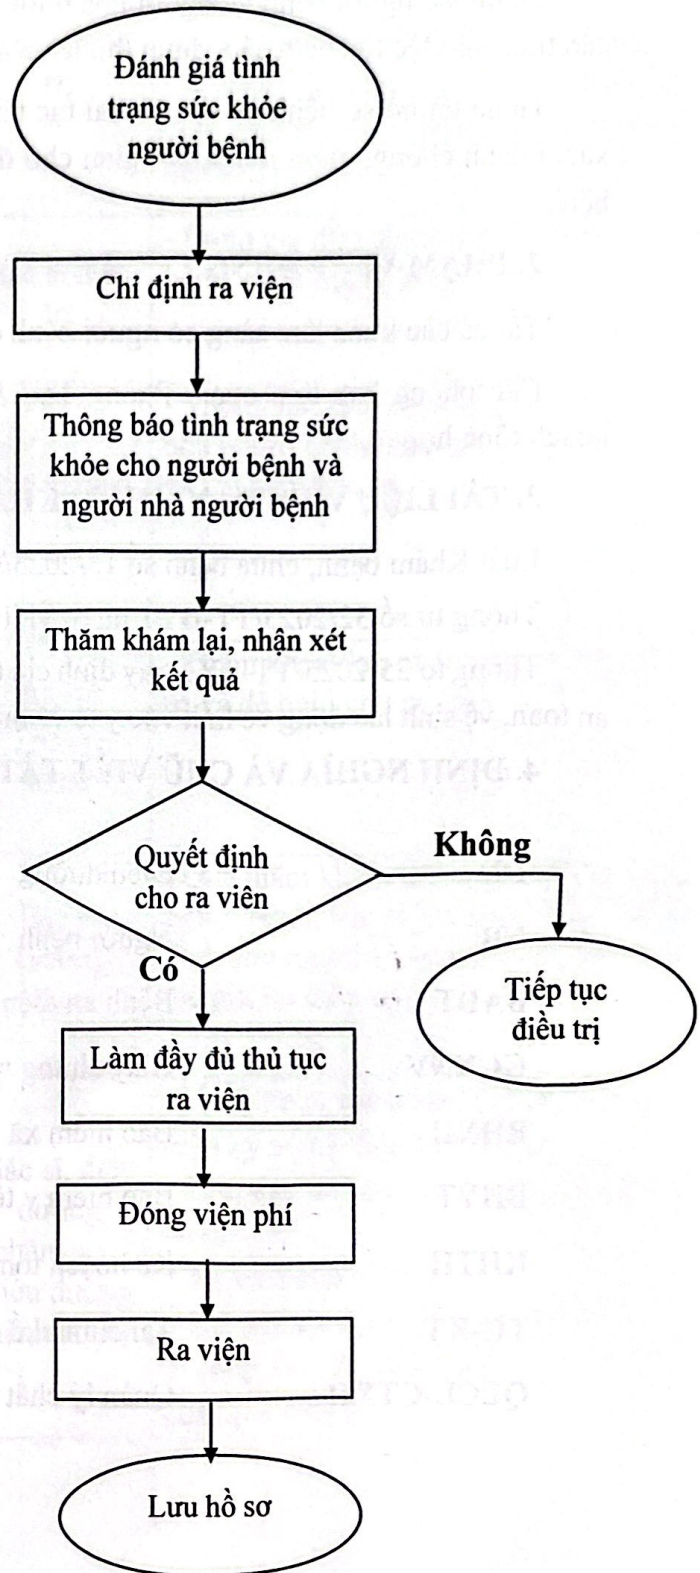 Đánh giá tình
trạng sức khỏe
người bệnh
Chỉ định ra viện
Thông báo tình trạng sức
khỏe cho người bệnh và
người nhà người bệnh
Thăm khám lại, nhận xét
kết quả
Quyết định
cho ra viên
Không
Có
Tiếp tục
điều trị
Làm đầy đủ thủ tục
ra viện
Đóng viện phí
Ra viện
Lưu hồ sơ